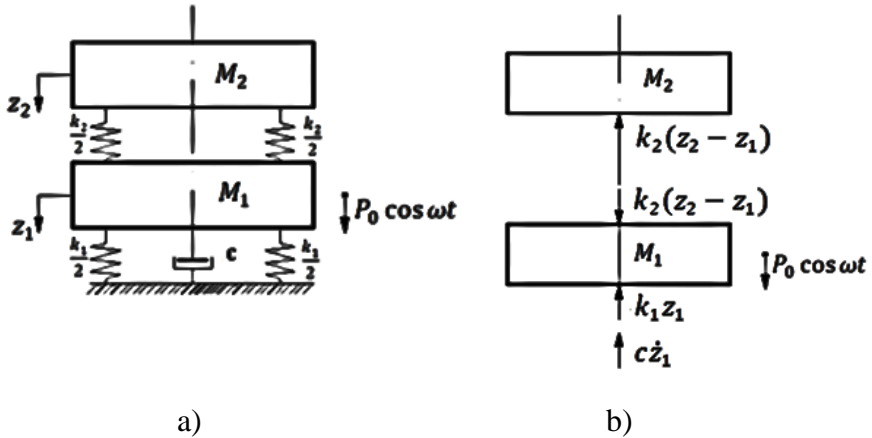 M₂
z₂
k₂/2 k₂/2
M₁
z₁
P₀ cos ωt
k₁/2 c k₁/2
a)
M₂
k₂(z₂ − z₁)
k₂(z₂ − z₁)
M₁
P₀ cos ωt
k₁z₁
cż₁
b)